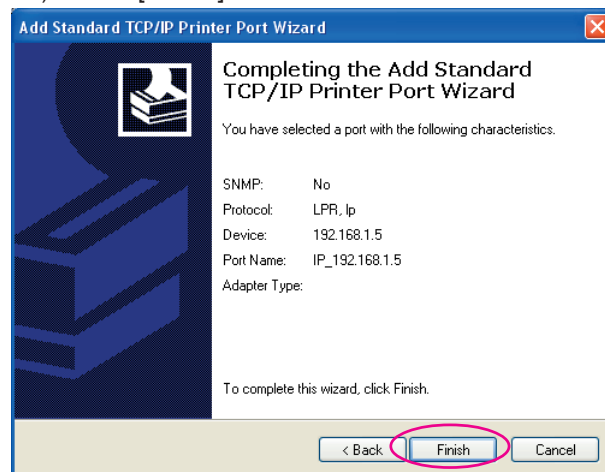 Add Standard TCP/IP Printer Port Wizard
Completing the Add Standard
TCP/IP Printer Port Wizard
You have selected a port with the following characteristics.
SNMP: No
Protocol: LPR, lp
Device: 192.168.1.5
Port Name: IP_192.168.1.5
Adapter Type:
To complete this wizard, click Finish.
< Back Finish Cancel